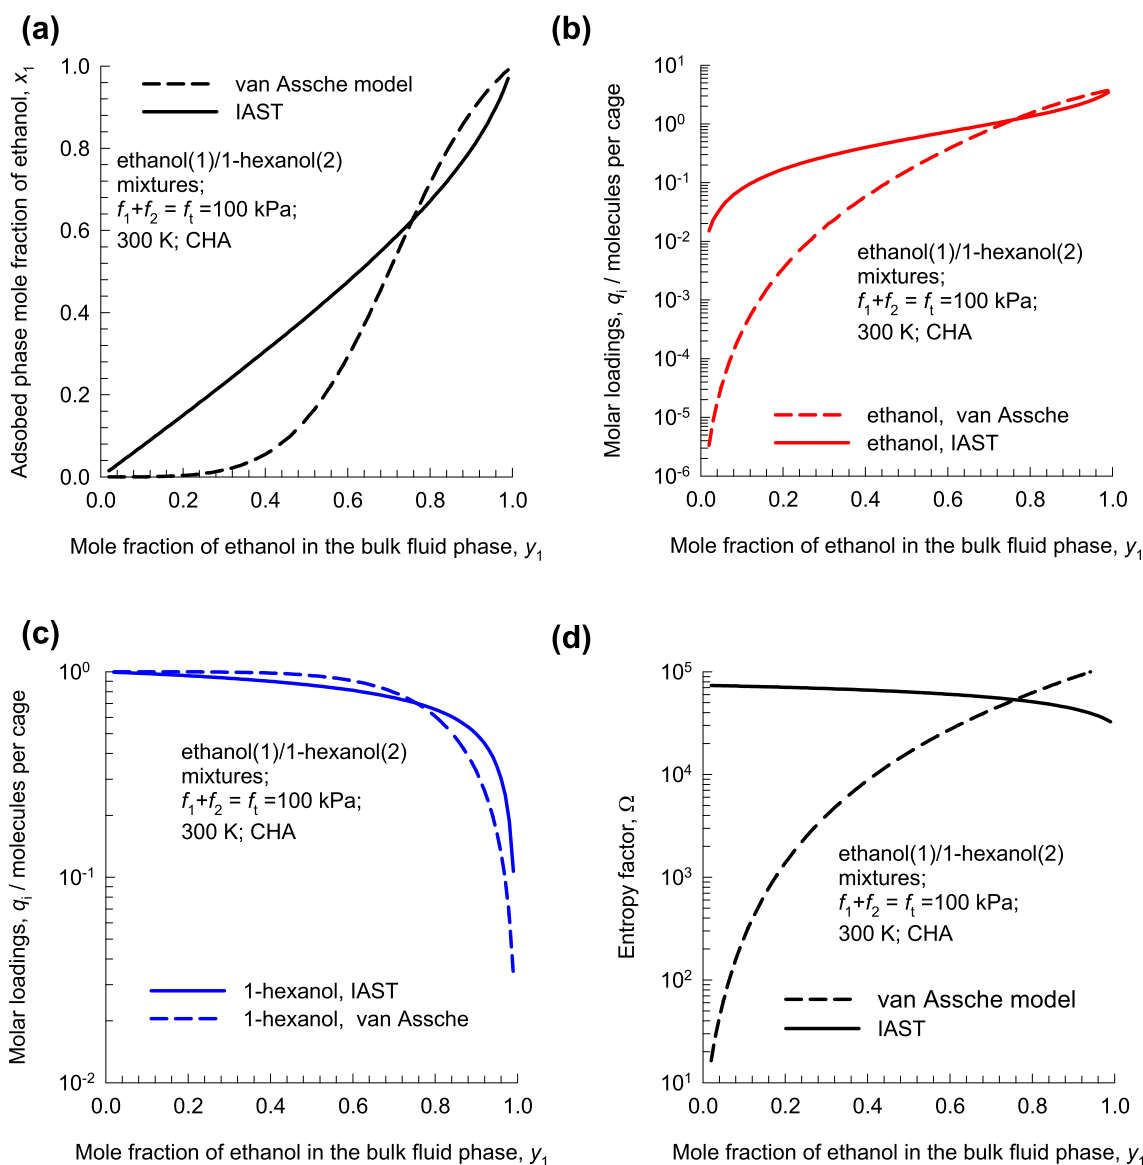 (a)
1.0
0.8
0.6
0.4
0.2
0.0
Adsobed phase mole fraction of ethanol, x1
van Assche model
IAST
ethanol(1)/1-hexanol(2)
mixtures;
f1+f2 = ft =100 kPa;
300 K; CHA
0.0 0.2 0.4 0.6 0.8 1.0
Mole fraction of ethanol in the bulk fluid phase, y1
(b)
10^1
10^0
10^-1
10^-2
10^-3
10^-4
10^-5
10^-6
Molar loadings, qi / molecules per cage
ethanol(1)/1-hexanol(2)
mixtures;
f1+f2 = ft =100 kPa;
300 K; CHA
ethanol, van Assche
ethanol, IAST
0.0 0.2 0.4 0.6 0.8 1.0
Mole fraction of ethanol in the bulk fluid phase, y1
(c)
10^0
10^-1
10^-2
Molar loadings, qi / molecules per cage
ethanol(1)/1-hexanol(2)
mixtures;
f1+f2 = ft =100 kPa;
300 K; CHA
1-hexanol, IAST
1-hexanol, van Assche
0.0 0.2 0.4 0.6 0.8 1.0
Mole fraction of ethanol in the bulk fluid phase, y1
(d)
10^5
10^4
10^3
10^2
10^1
Entropy factor, Ω
ethanol(1)/1-hexanol(2)
mixtures;
f1+f2 = ft =100 kPa;
300 K; CHA
van Assche model
IAST
0.0 0.2 0.4 0.6 0.8 1.0
Mole fraction of ethanol in the bulk fluid phase, y1